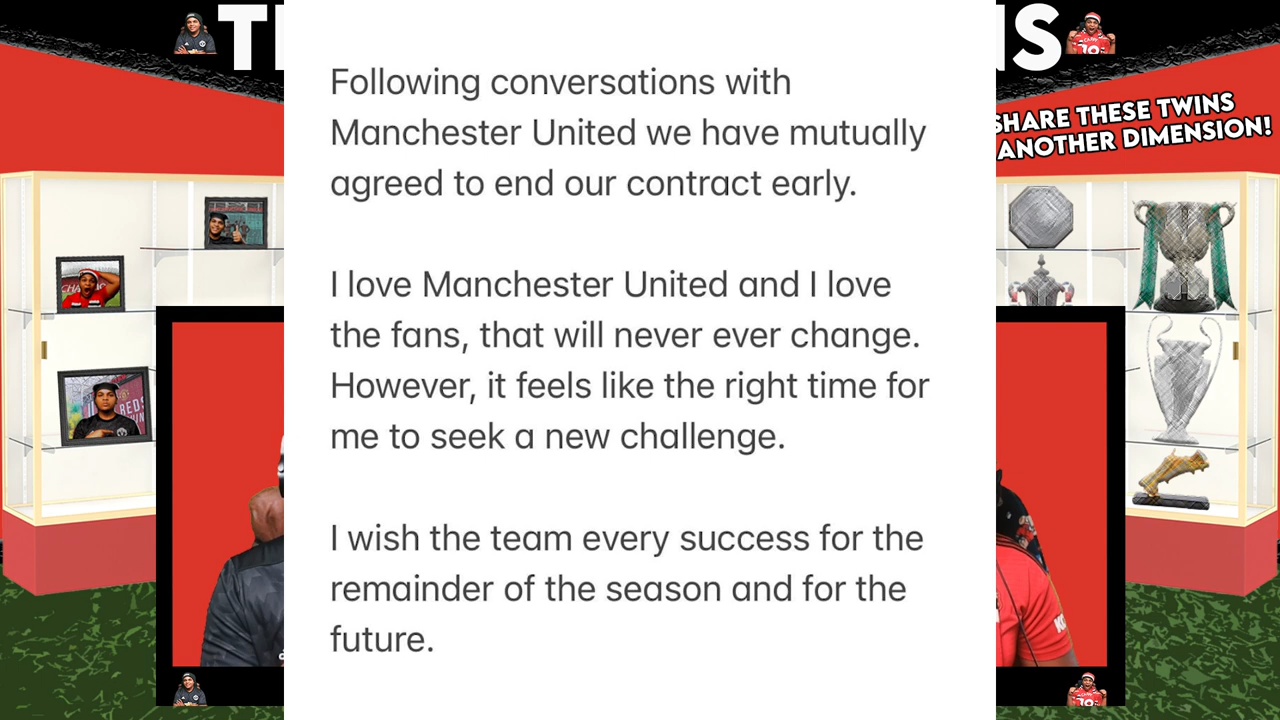 Following conversations with
Manchester United we have mutually
agreed to end our contract early.
I love Manchester United and I love
the fans, that will never ever change.
However, it feels like the right time for
me to seek a new challenge.
I wish the team every success for the
remainder of the season and for the
future.
SHARE THESE TWINS
ANOTHER DIMENSION!